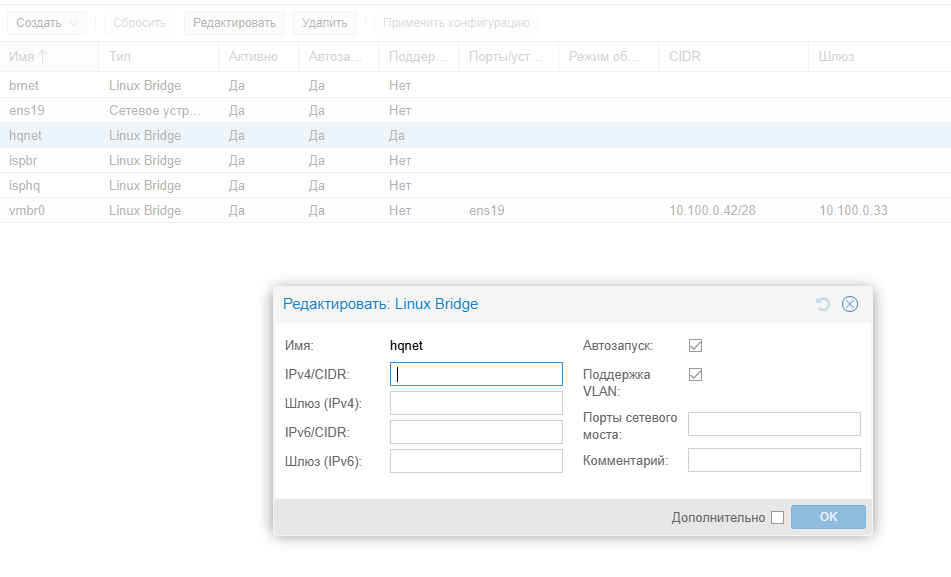 Создать Сбросить Редактировать Удалить Применить конфигурацию
Имя Тип Активно Автоза... Поддер... Порты/уст... Режим об... CIDR Шлюз
brnet Linux Bridge Да Да Нет
ens19 Сетевое устр... Да Да Нет
hqnet Linux Bridge Да Да Да
ispbr Linux Bridge Да Да Нет
isphq Linux Bridge Да Да Нет
vmbr0 Linux Bridge Да Да Нет ens19 10.100.0.42/28 10.100.0.33
Редактировать: Linux Bridge
Имя: hqnet
IPv4/CIDR:
Шлюз (IPv4):
IPv6/CIDR:
Шлюз (IPv6):
Автозапуск:
Поддержка
VLAN:
Порты сетевого
моста:
Комментарий:
Дополнительно OK